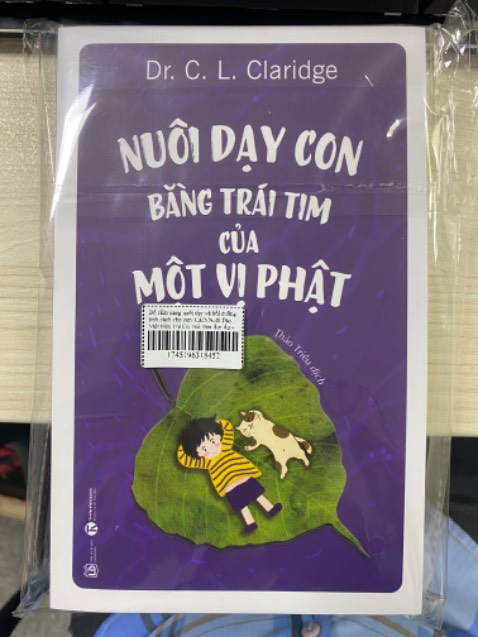 Dr. C. L. Claridge
NUÔI DẠY CON
BẰNG TRÁI TIM
CỦA
MỘT VỊ PHẬT
1745196318452
Thảo Triều dịch